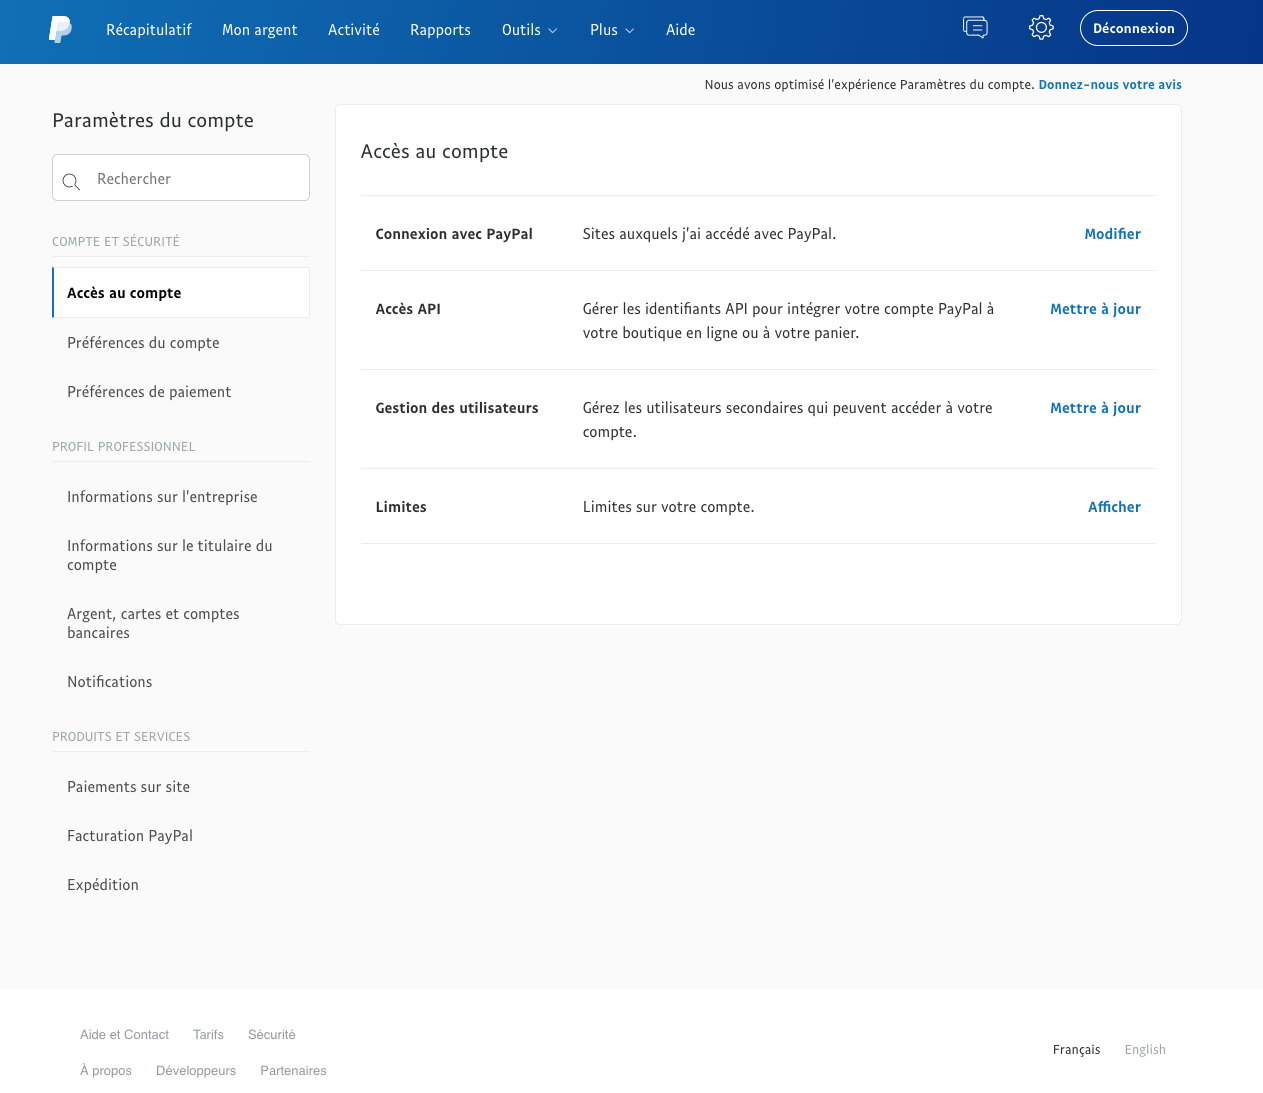 Récapitulatif Mon argent Activité Rapports Outils Plus Aide Déconnexion
Nous avons optimisé l'expérience Paramètres du compte. Donnez-nous votre avis
Paramètres du compte
Rechercher
COMPTE ET SÉCURITÉ
Accès au compte
Préférences du compte
Préférences de paiement
PROFIL PROFESSIONNEL
Informations sur l'entreprise
Informations sur le titulaire du
compte
Argent, cartes et comptes
bancaires
Notifications
PRODUITS ET SERVICES
Paiements sur site
Facturation PayPal
Expédition
Accès au compte
Connexion avec PayPal Sites auxquels j'ai accédé avec PayPal. Modifier
Accès API Gérer les identifiants API pour intégrer votre compte PayPal à Mettre à jour
votre boutique en ligne ou à votre panier.
Gestion des utilisateurs Gérez les utilisateurs secondaires qui peuvent accéder à votre Mettre à jour
compte.
Limites Limites sur votre compte. Afficher
Aide et Contact Tarifs Sécurité
À propos Développeurs Partenaires
Français English